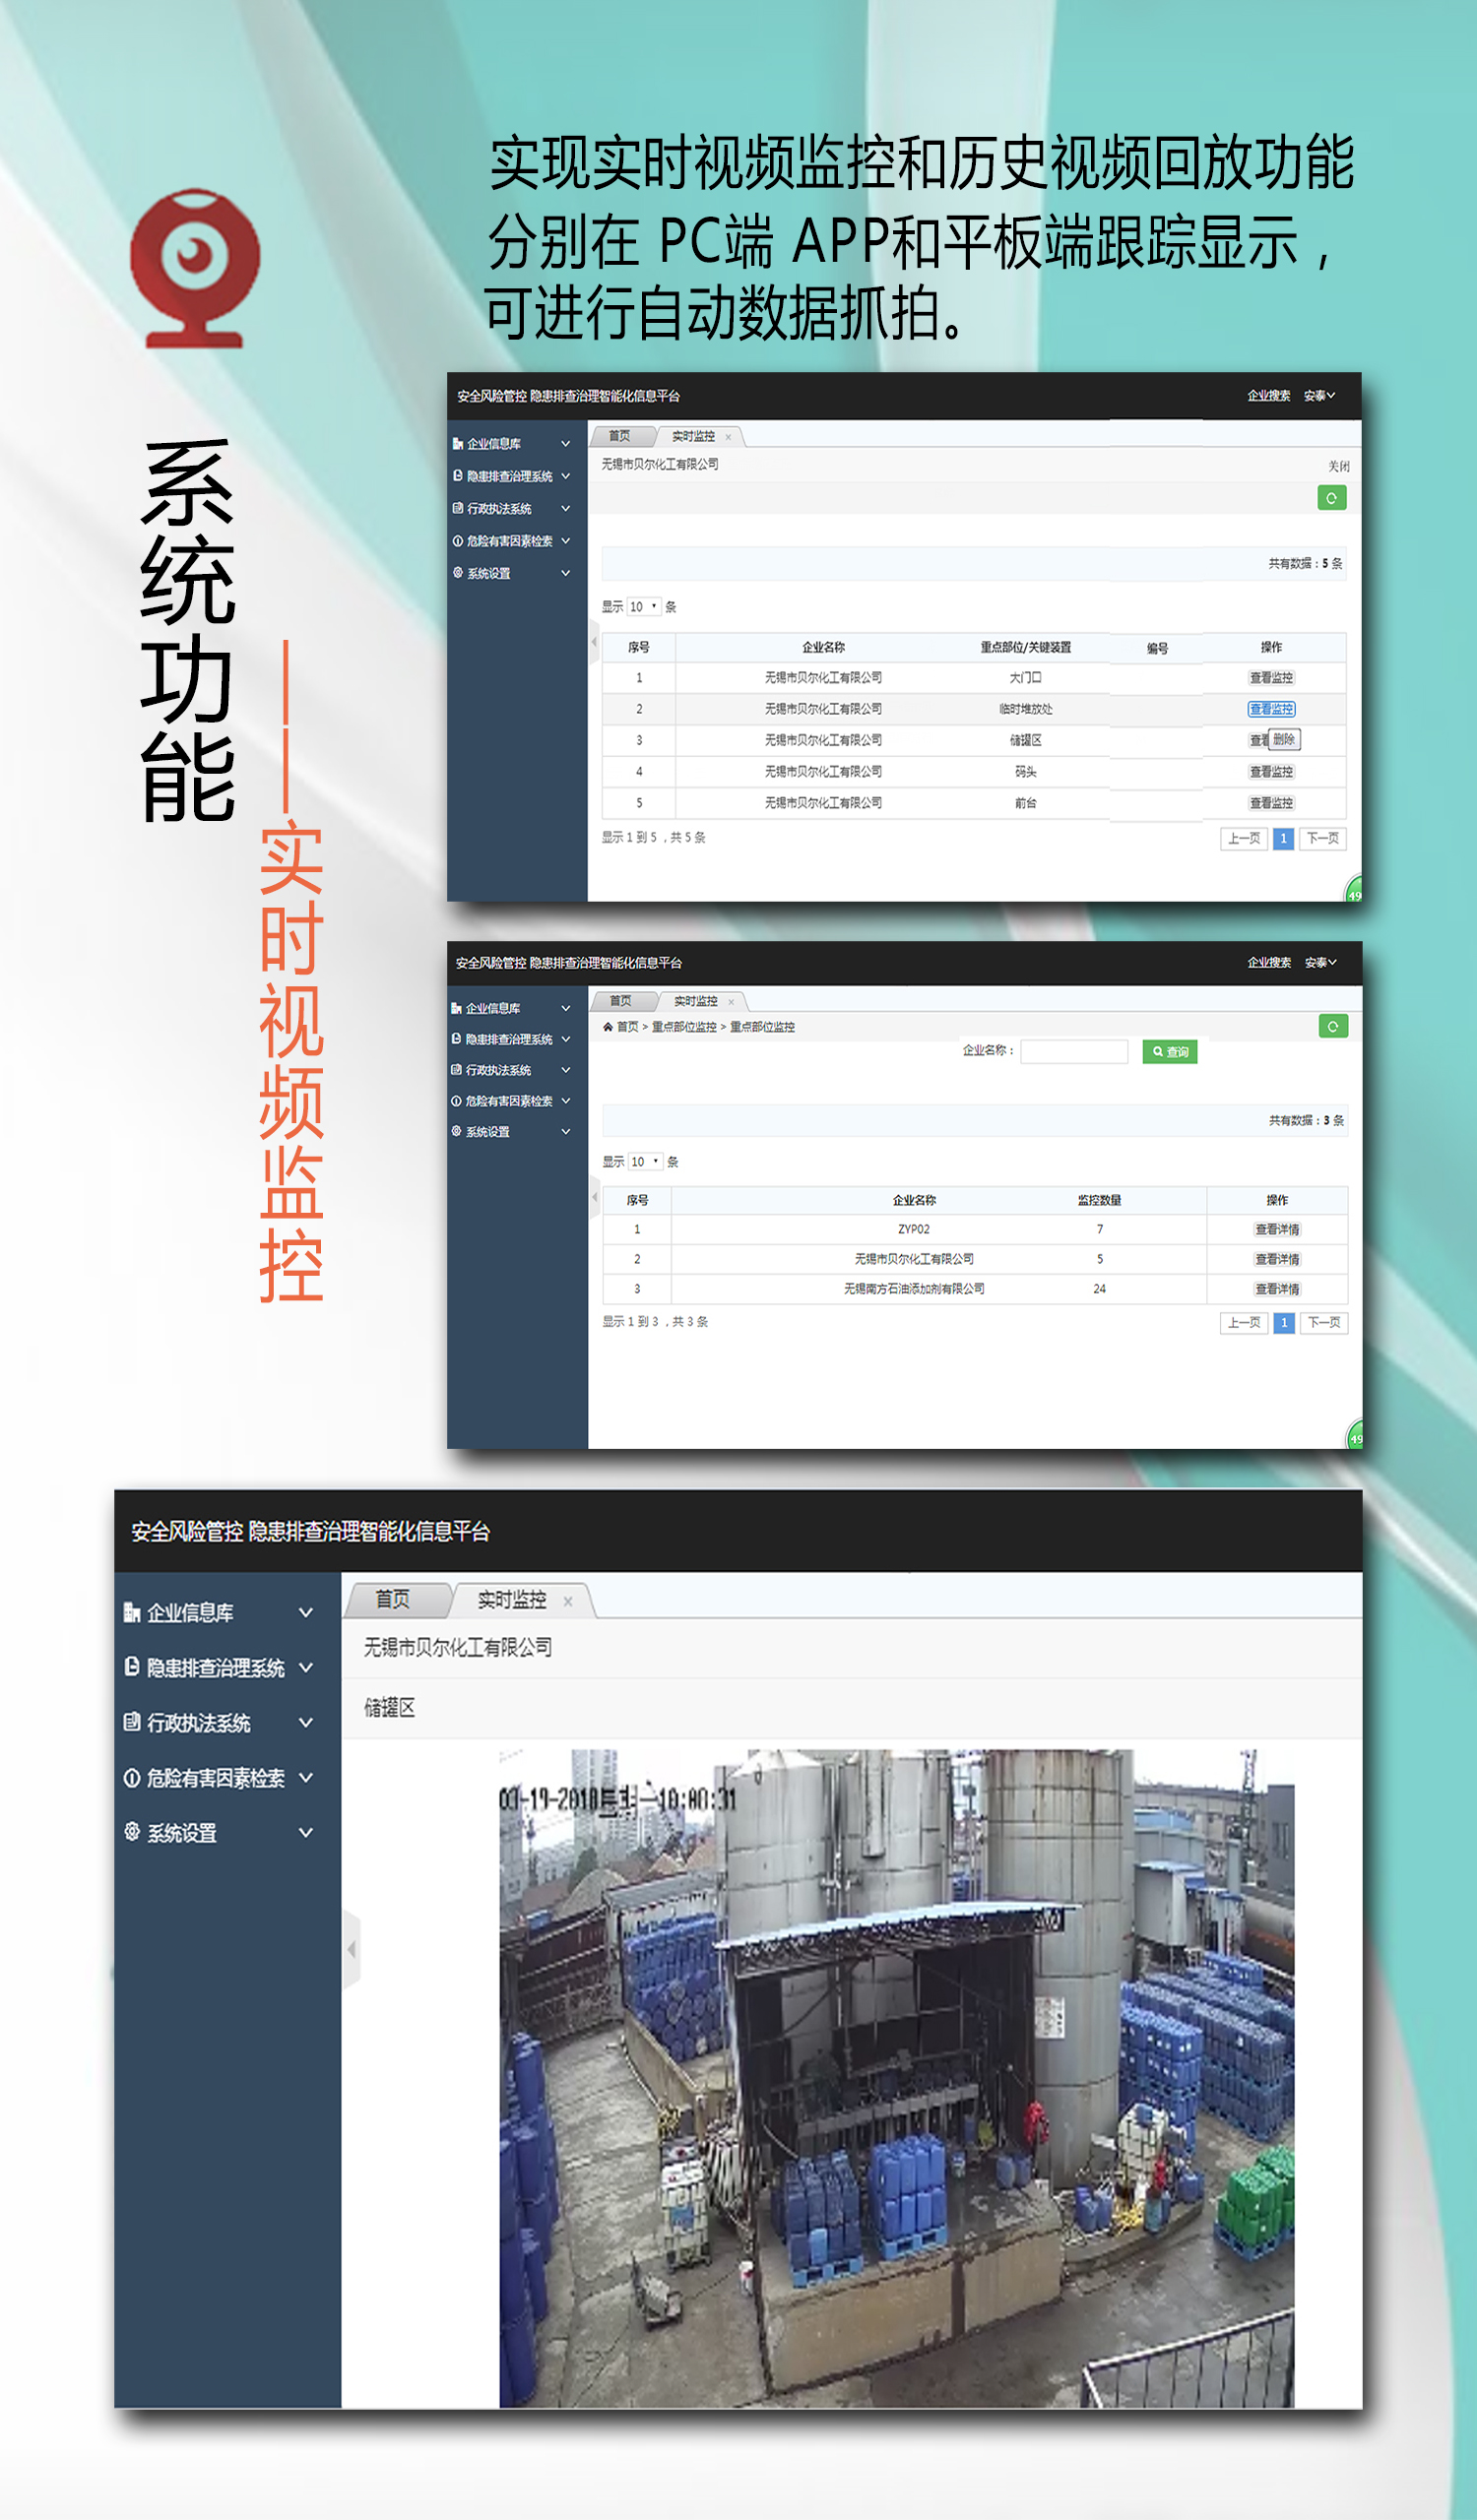 实现实时视频监控和历史视频回放功能
分别在 PC端 APP和平板端跟踪显示，
可进行自动数据抓拍。
系统功能
——实时视频监控
安全风险管控 隐患排查治理智能化信息平台
企业搜索 安泰
企业信息库
隐患排查治理系统
行政执法系统
危险有害因素检索
系统设置
首页 实时监控 ×
无锡市贝尔化工有限公司
关闭
共有数据：5 条
显示 10 条
序号 企业名称 重点部位/关键装置 编号 操作
1 无锡市贝尔化工有限公司 大门口 查看监控
2 无锡市贝尔化工有限公司 临时堆放处 查看监控
3 无锡市贝尔化工有限公司 储罐区 查看 删除
4 无锡市贝尔化工有限公司 码头 查看监控
5 无锡市贝尔化工有限公司 前台 查看监控
显示 1 到 5 ，共 5 条
上一页 1 下一页
49
安全风险管控 隐患排查治理智能化信息平台
企业搜索 安泰
企业信息库
隐患排查治理系统
行政执法系统
危险有害因素检索
系统设置
首页 实时监控 ×
首页 > 重点部位监控 > 重点部位监控
企业名称： 查询
共有数据：3 条
显示 10 条
序号 企业名称 监控数量 操作
1 ZYP02 7 查看详情
2 无锡市贝尔化工有限公司 5 查看详情
3 无锡南方石油添加剂有限公司 24 查看详情
显示 1 到 3 ，共 3 条
上一页 1 下一页
49
安全风险管控 隐患排查治理智能化信息平台
企业信息库
隐患排查治理系统
行政执法系统
危险有害因素检索
系统设置
首页 实时监控 ×
无锡市贝尔化工有限公司
储罐区